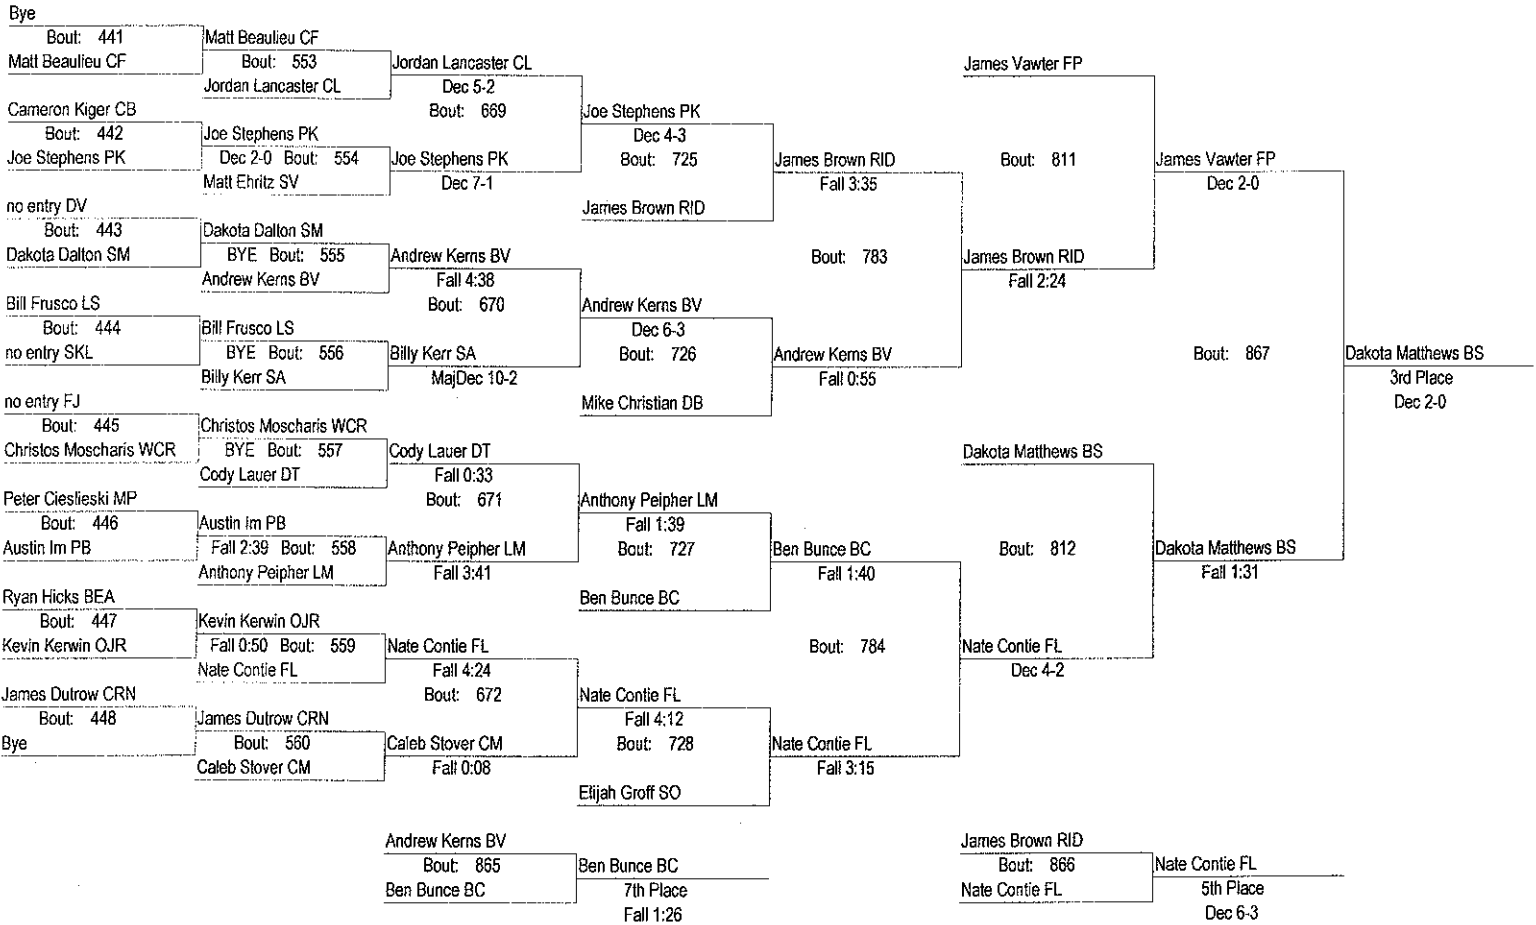 Bye
Bout: 441
Matt Beaulieu CF
Cameron Kiger CB
Bout: 442
Joe Stephens PK
no entry DV
Bout: 443
Dakota Dalton SM
Bill Frusco LS
Bout: 444
no entry SKL
no entry FJ
Bout: 445
Christos Moscharis WCR
Peter Cieslieski MP
Bout: 446
Austin Im PB
Ryan Hicks BEA
Bout: 447
Kevin Kerwin OJR
James Dutrow CRN
Bout: 448
Bye
Matt Beaulieu CF
Bout: 553
Jordan Lancaster CL
Joe Stephens PK
Dec 2-0 Bout: 554
Matt Ehritz SV
Dakota Dalton SM
BYE Bout: 555
Andrew Kerns BV
Bill Frusco LS
BYE Bout: 556
Billy Kerr SA
Christos Moscharis WCR
BYE Bout: 557
Cody Lauer DT
Austin Im PB
Fall 2:39 Bout: 558
Anthony Peipher LM
Kevin Kerwin OJR
Fall 0:50 Bout: 559
Nate Contie FL
James Dutrow CRN
Bout: 560
Caleb Stover CM
Jordan Lancaster CL
Dec 5-2
Bout: 669
Joe Stephens PK
Dec 7-1
Andrew Kerns BV
Fall 4:38
Bout: 670
Billy Kerr SA
MajDec 10-2
Cody Lauer DT
Fall 0:33
Bout: 671
Anthony Peipher LM
Fall 3:41
Nate Contie FL
Fall 4:24
Bout: 672
Caleb Stover CM
Fall 0:08
Joe Stephens PK
Dec 4-3
Bout: 725
James Brown RID
Andrew Kerns BV
Dec 6-3
Bout: 726
Mike Christian DB
Anthony Peipher LM
Fall 1:39
Bout: 727
Ben Bunce BC
Nate Contie FL
Fall 4:12
Bout: 728
Elijah Groff SO
James Brown RID
Fall 3:35
Bout: 783
Andrew Kerns BV
Fall 0:55
Ben Bunce BC
Fall 1:40
Bout: 784
Nate Contie FL
Fall 3:15
James Vawter FP
Bout: 811
James Brown RID
Fall 2:24
Dakota Matthews BS
Bout: 812
Nate Contie FL
Dec 4-2
James Vawter FP
Dec 2-0
Bout: 867
Dakota Matthews BS
Fall 1:31
Dakota Matthews BS
3rd Place
Dec 2-0
Andrew Kerns BV
Bout: 865
Ben Bunce BC
Ben Bunce BC
7th Place
Fall 1:26
James Brown RID
Bout: 866
Nate Contie FL
Nate Contie FL
5th Place
Dec 6-3